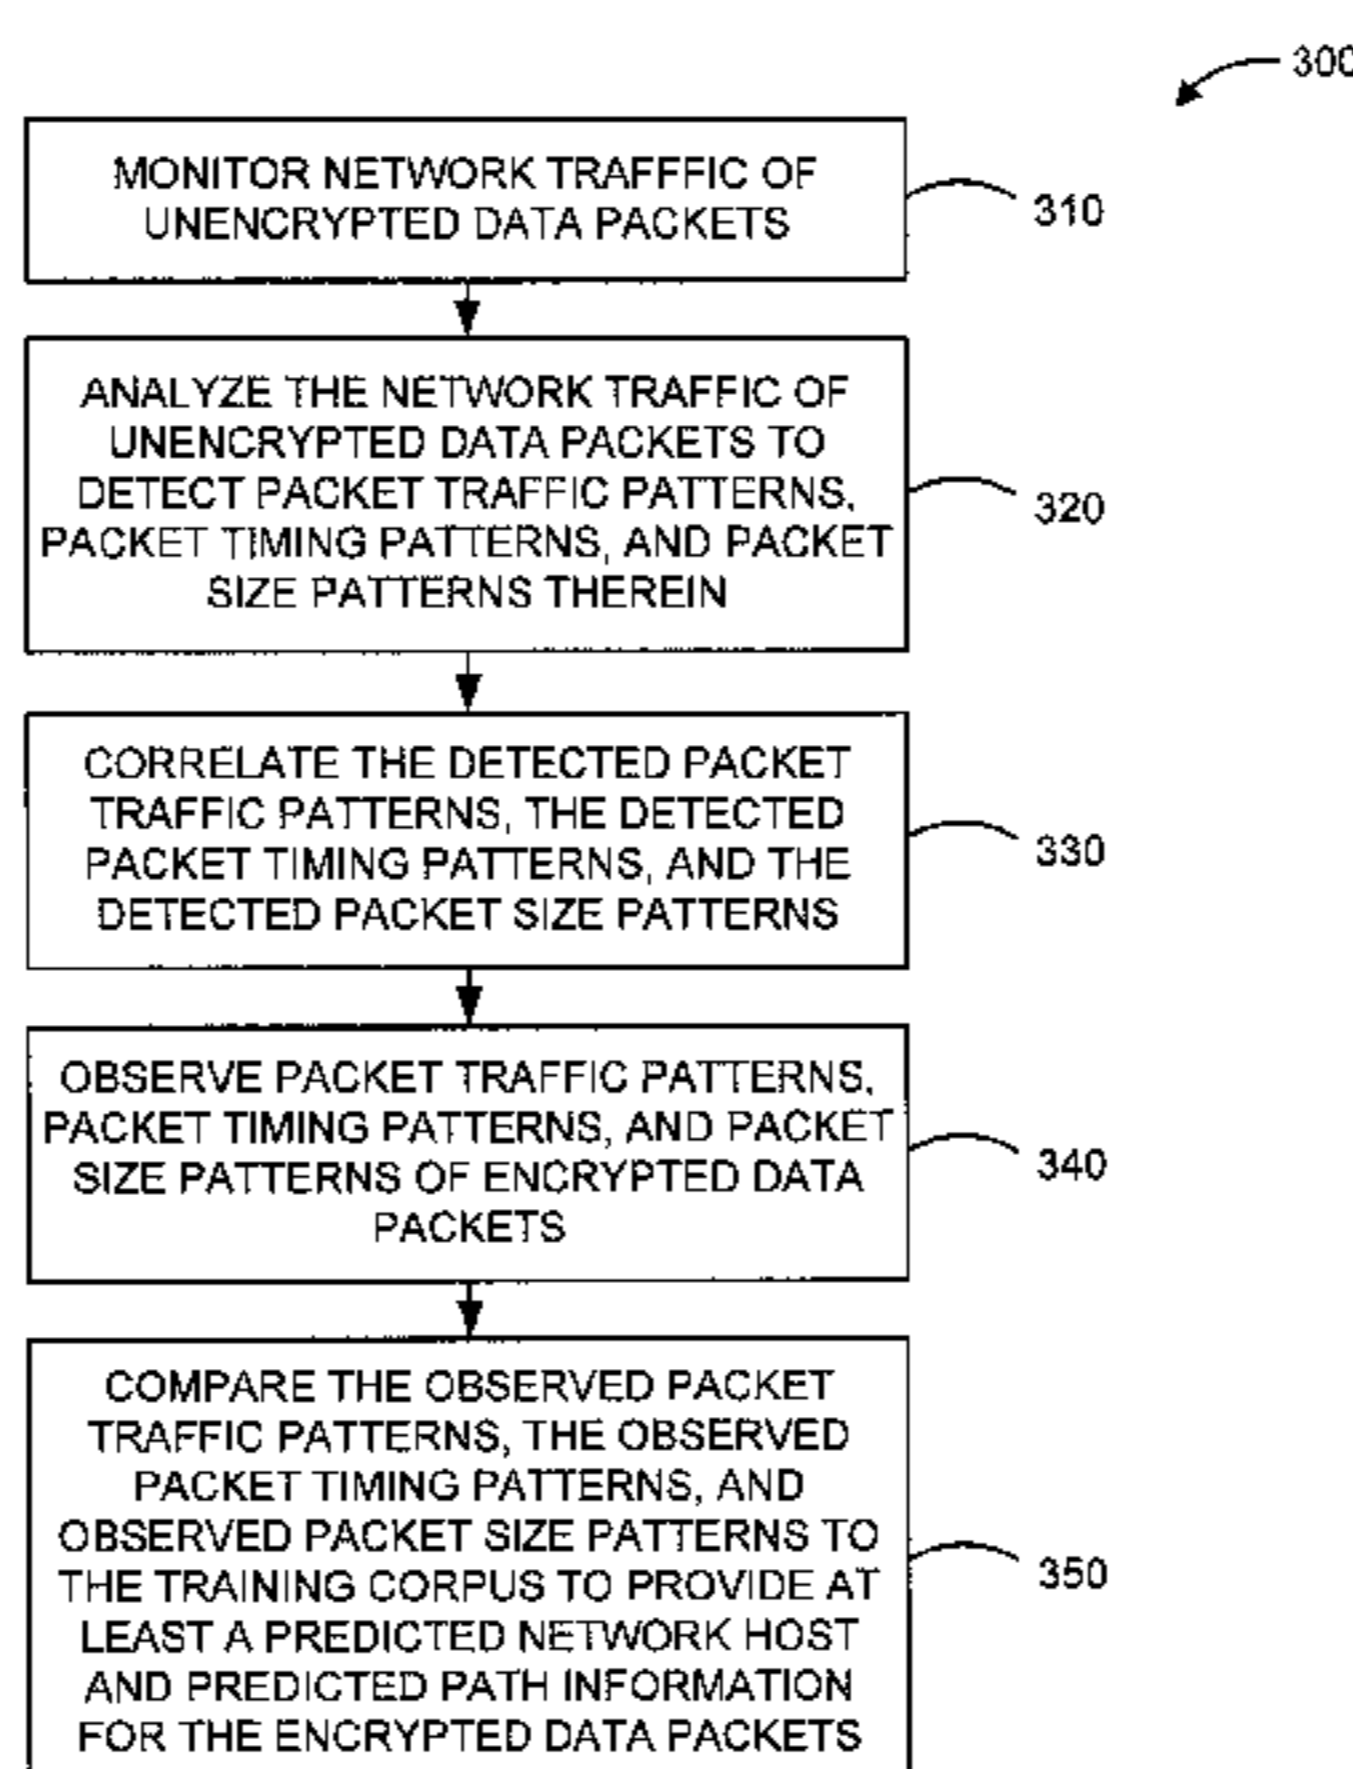 300
MONITOR NETWORK TRAFFFIC OF
UNENCRYPTED DATA PACKETS
310
ANALYZE THE NETWORK TRAFFIC OF
UNENCRYPTED DATA PACKETS TO
DETECT PACKET TRAFFIC PATTERNS,
PACKET TIMING PATTERNS, AND PACKET
SIZE PATTERNS THEREIN
320
CORRELATE THE DETECTED PACKET
TRAFFIC PATTERNS, THE DETECTED
PACKET TIMING PATTERNS, AND THE
DETECTED PACKET SIZE PATTERNS
330
OBSERVE PACKET TRAFFIC PATTERNS,
PACKET TIMING PATTERNS, AND PACKET
SIZE PATTERNS OF ENCRYPTED DATA
PACKETS
340
COMPARE THE OBSERVED PACKET
TRAFFIC PATTERNS, THE OBSERVED
PACKET TIMING PATTERNS, AND
OBSERVED PACKET SIZE PATTERNS TO
THE TRAINING CORPUS TO PROVIDE AT
LEAST A PREDICTED NETWORK HOST
AND PREDICTED PATH INFORMATION
FOR THE ENCRYPTED DATA PACKETS
350